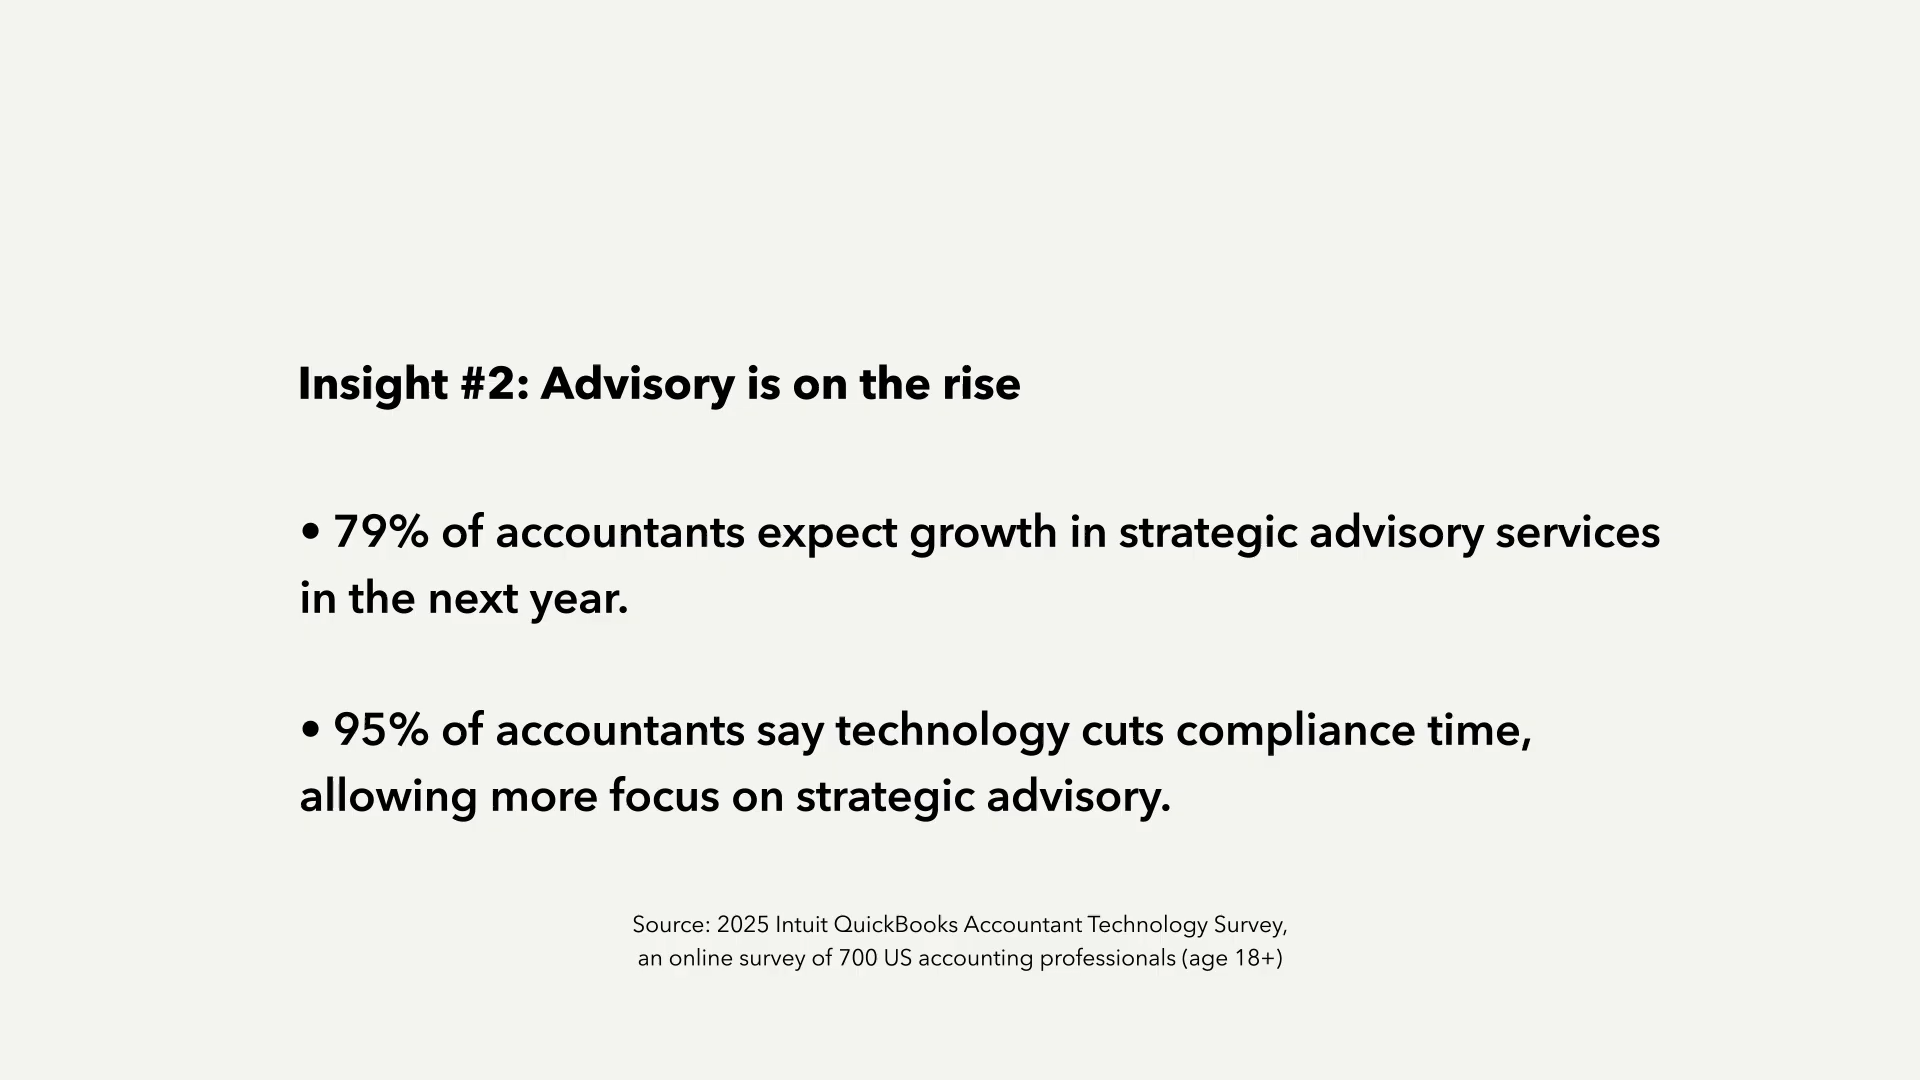 Insight #2: Advisory is on the rise
• 79% of accountants expect growth in strategic advisory services
in the next year.
• 95% of accountants say technology cuts compliance time,
allowing more focus on strategic advisory.
Source: 2025 Intuit QuickBooks Accountant Technology Survey,
an online survey of 700 US accounting professionals (age 18+)